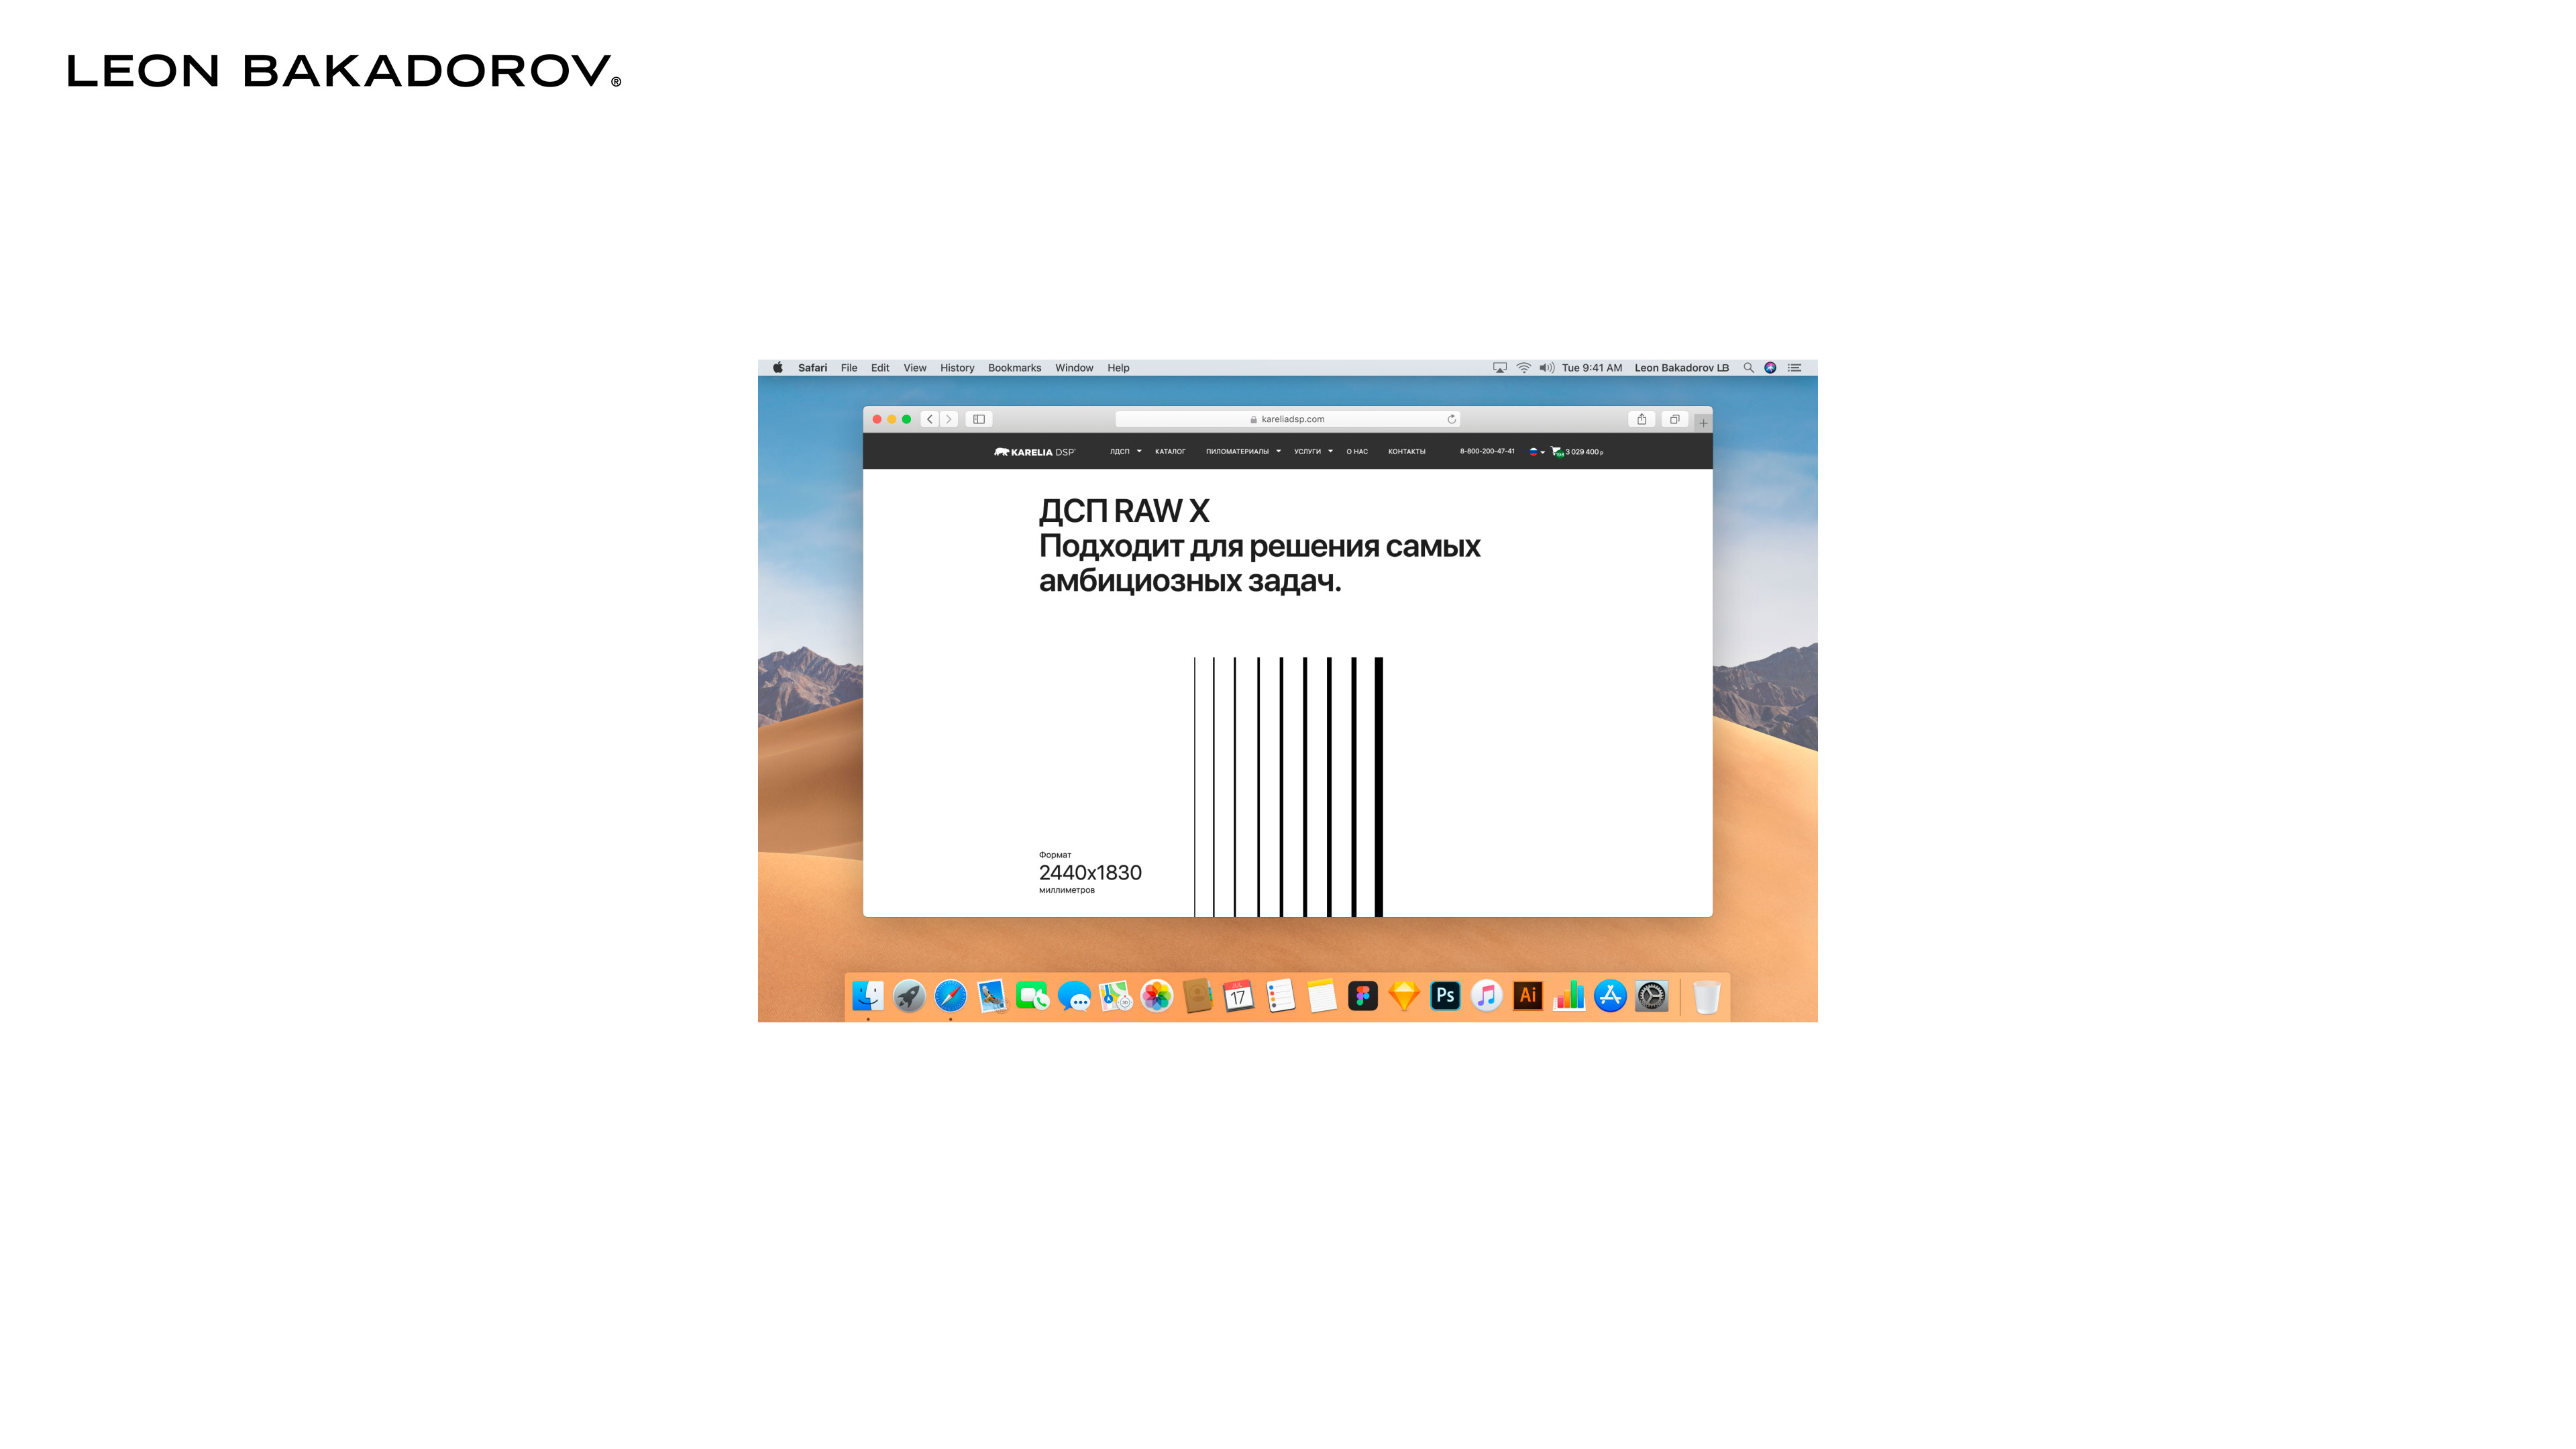 LEON BAKADOROV®
Safari File Edit View History Bookmarks Window Help Tue 9:41 AM Leon Bakadorov LB
kareliadsp.com
KARELIA DSP ЛДСП КАТАЛОГ ПИЛОМАТЕРИАЛЫ УСЛУГИ О НАС КОНТАКТЫ 8-800-200-47-41 3 029 400 р
ДСП RAW X
Подходит для решения самых
амбициозных задач.
Формат
2440x1830
миллиметров
JUL
17
3D
Ps
Ai